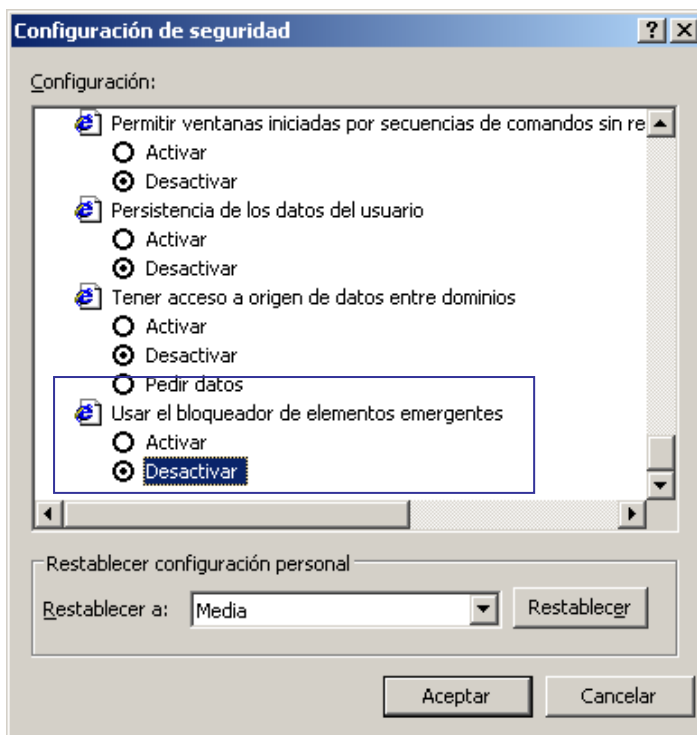 Configuración de seguridad
Configuración:
Permitir ventanas iniciadas por secuencias de comandos sin re
Activar
Desactivar
Persistencia de los datos del usuario
Activar
Desactivar
Tener acceso a origen de datos entre dominios
Activar
Desactivar
Pedir datos
Usar el bloqueador de elementos emergentes
Activar
Desactivar
Restablecer configuración personal
Restablecer a: Media Restablecer
Aceptar Cancelar